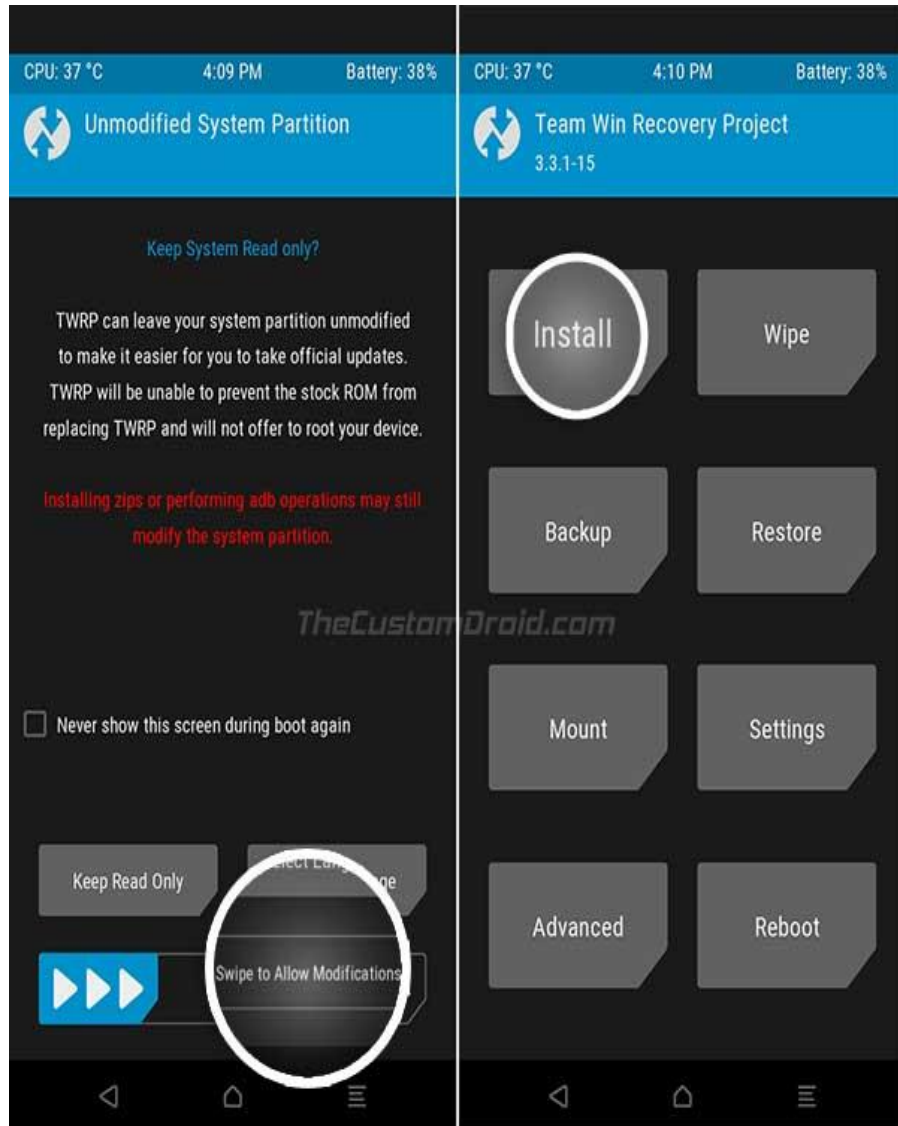 CPU: 37 °C 4:09 PM Battery: 38%
Unmodified System Partition
Keep System Read only?
TWRP can leave your system partition unmodified
to make it easier for you to take official updates.
TWRP will be unable to prevent the stock ROM from
replacing TWRP and will not offer to root your device.
Installing zips or performing adb operations may still
modify the system partition.
Never show this screen during boot again
Keep Read Only
Swipe to Allow Modifications
CPU: 37 °C 4:10 PM Battery: 38%
Team Win Recovery Project
3.3.1-15
Install Wipe
Backup Restore
TheCustomDroid.com
Mount Settings
Advanced Reboot